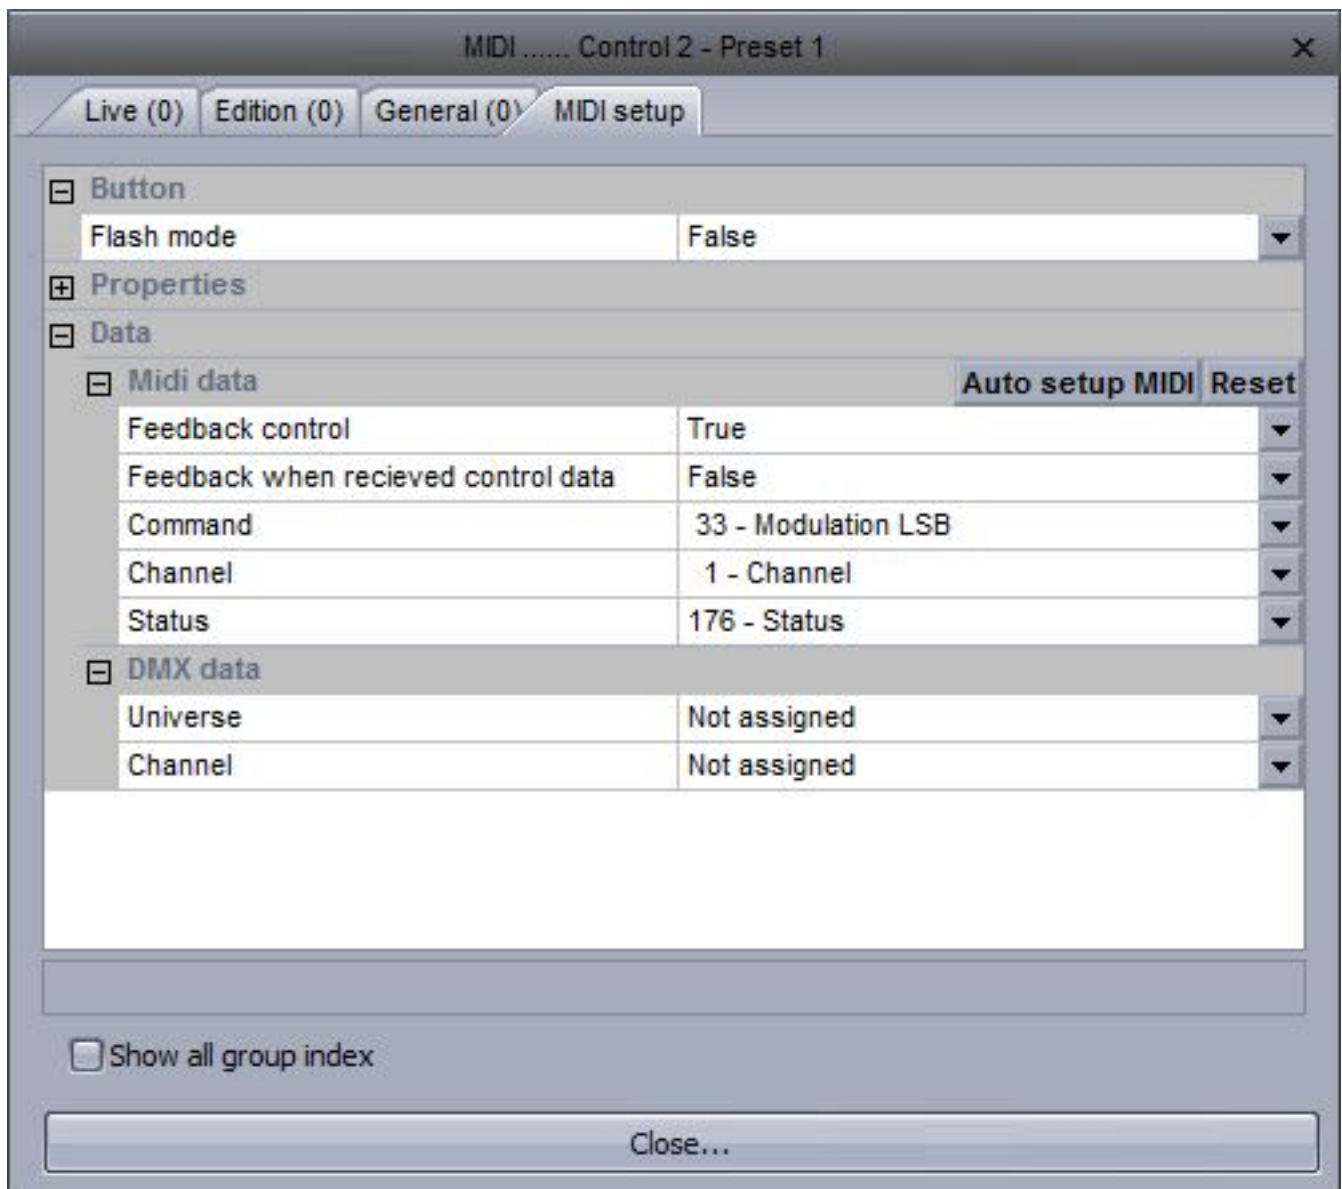 MIDI ...... Control 2 - Preset 1
Live (0) Edition (0) General (0) MIDI setup
Button
Flash mode False
Properties
Data
Midi data Auto setup MIDI Reset
Feedback control True
Feedback when recieved control data False
Command 33 - Modulation LSB
Channel 1 - Channel
Status 176 - Status
DMX data
Universe Not assigned
Channel Not assigned
Show all group index
Close...